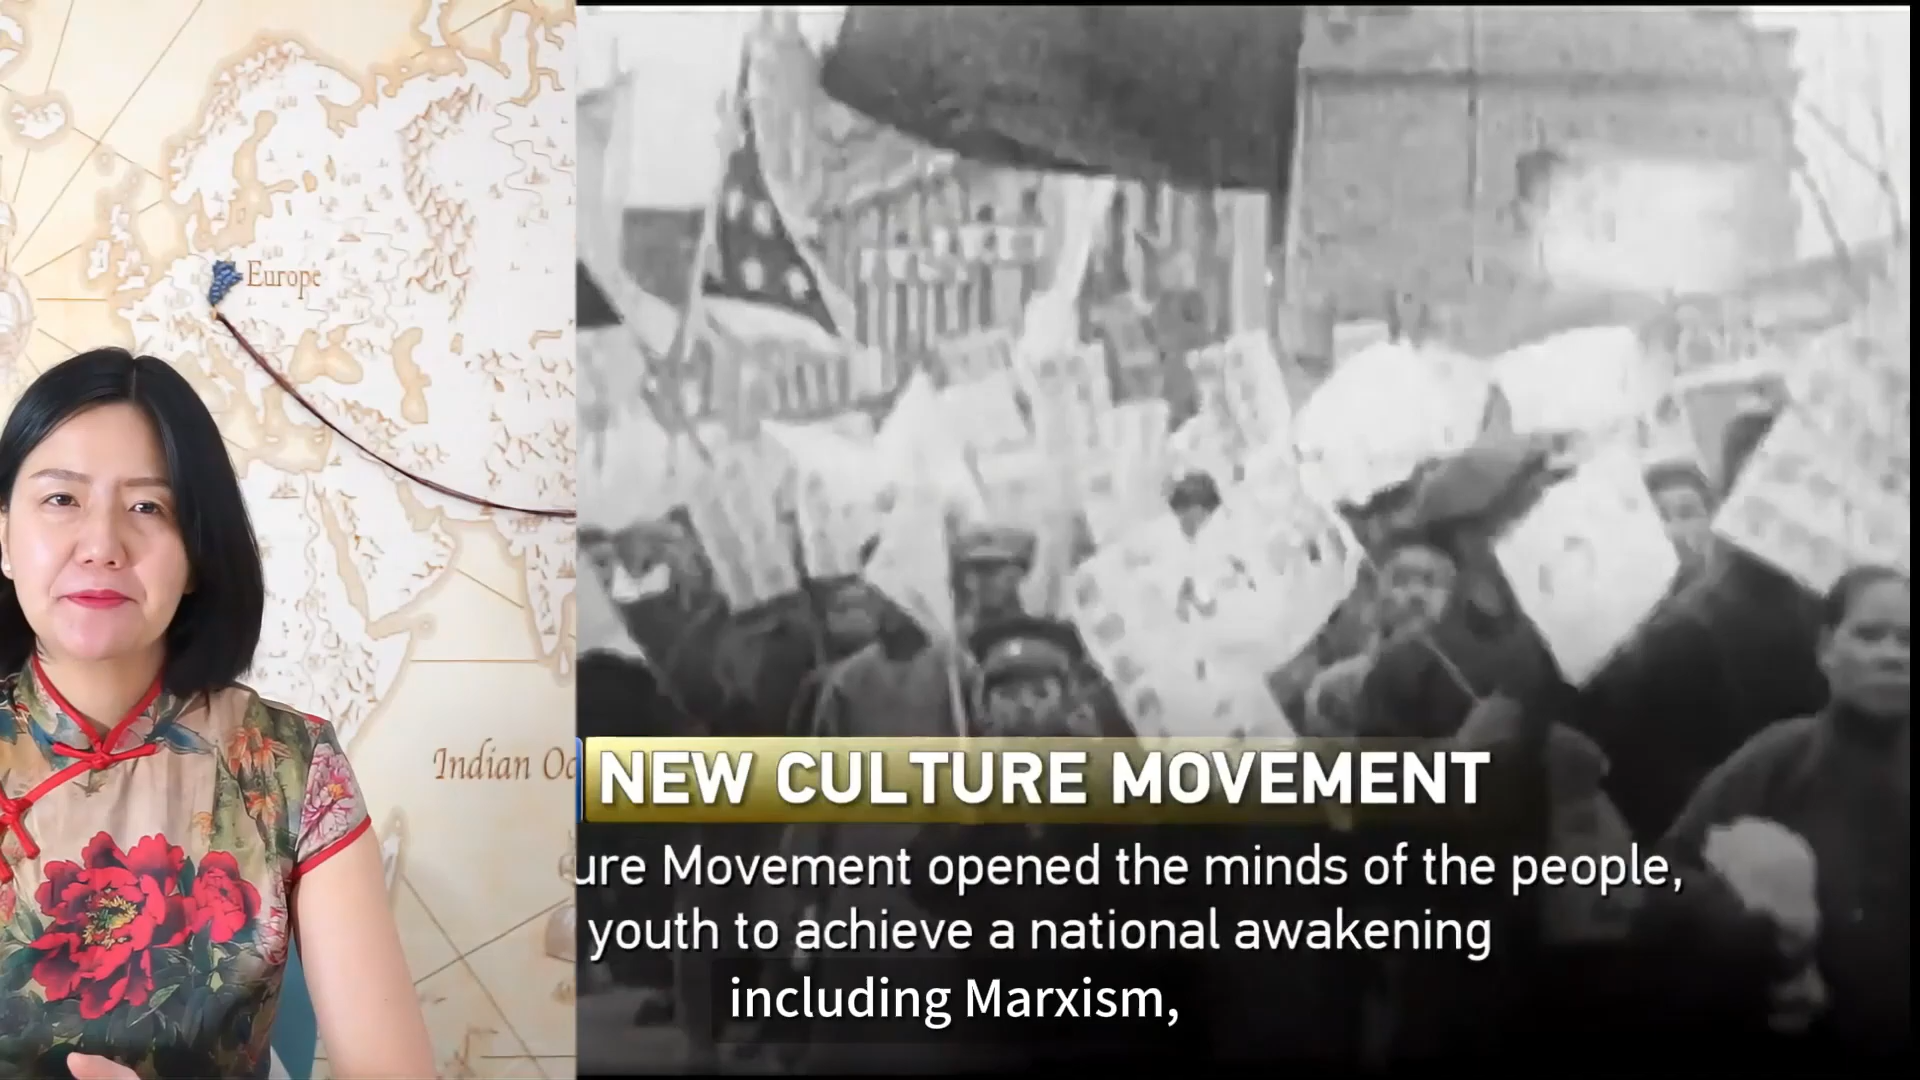 Europe
Indian Oc
NEW CULTURE MOVEMENT
ure Movement opened the minds of the people,
youth to achieve a national awakening
including Marxism,